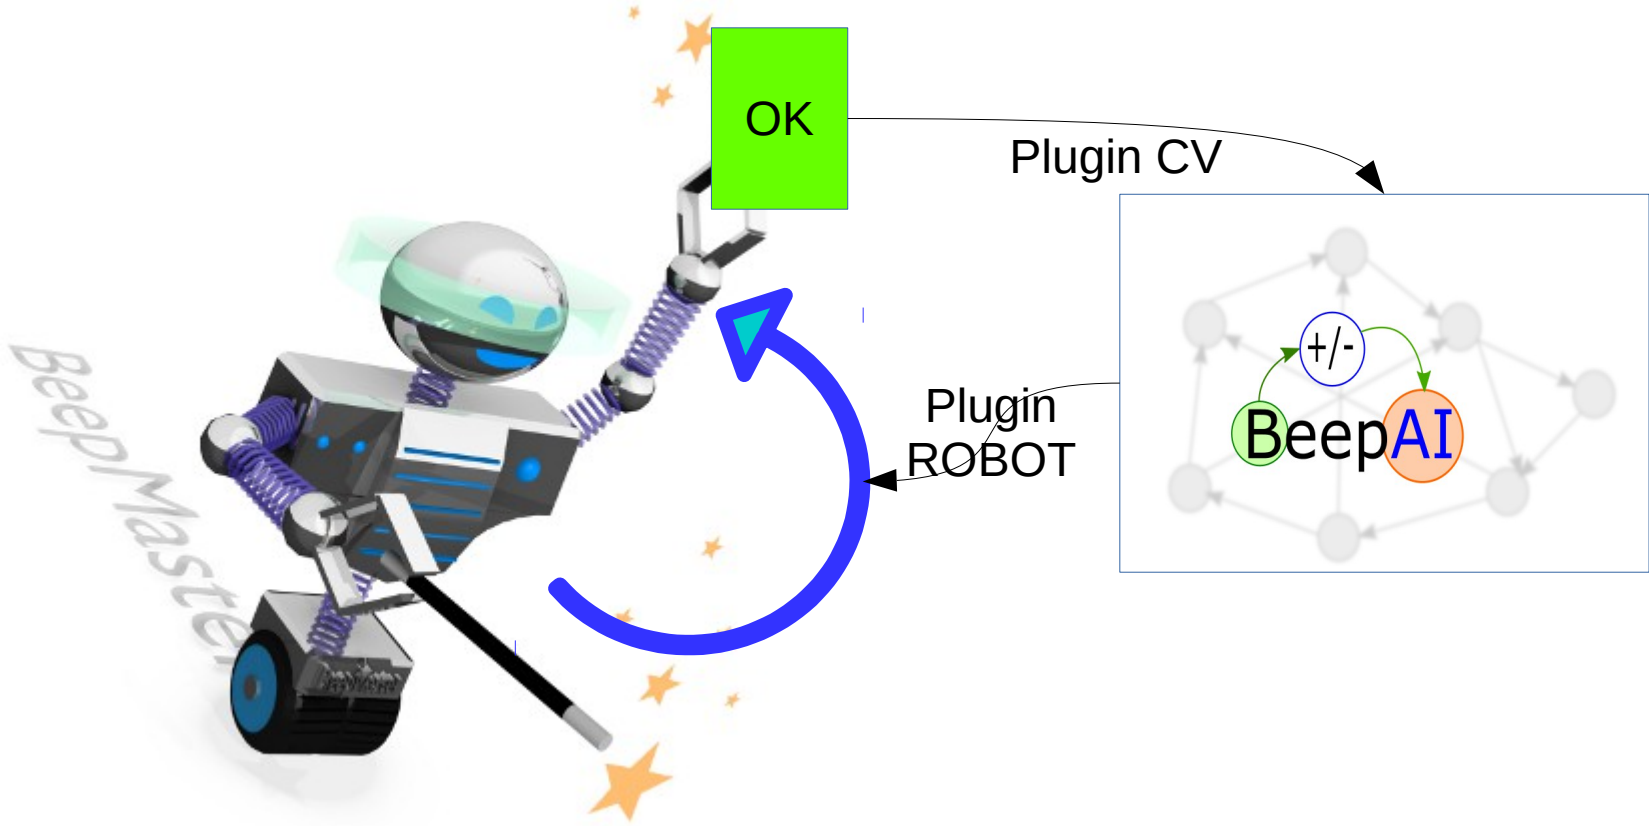 OK
Plugin CV
Plugin
ROBOT
+/-
BeepAI
BeepMaster